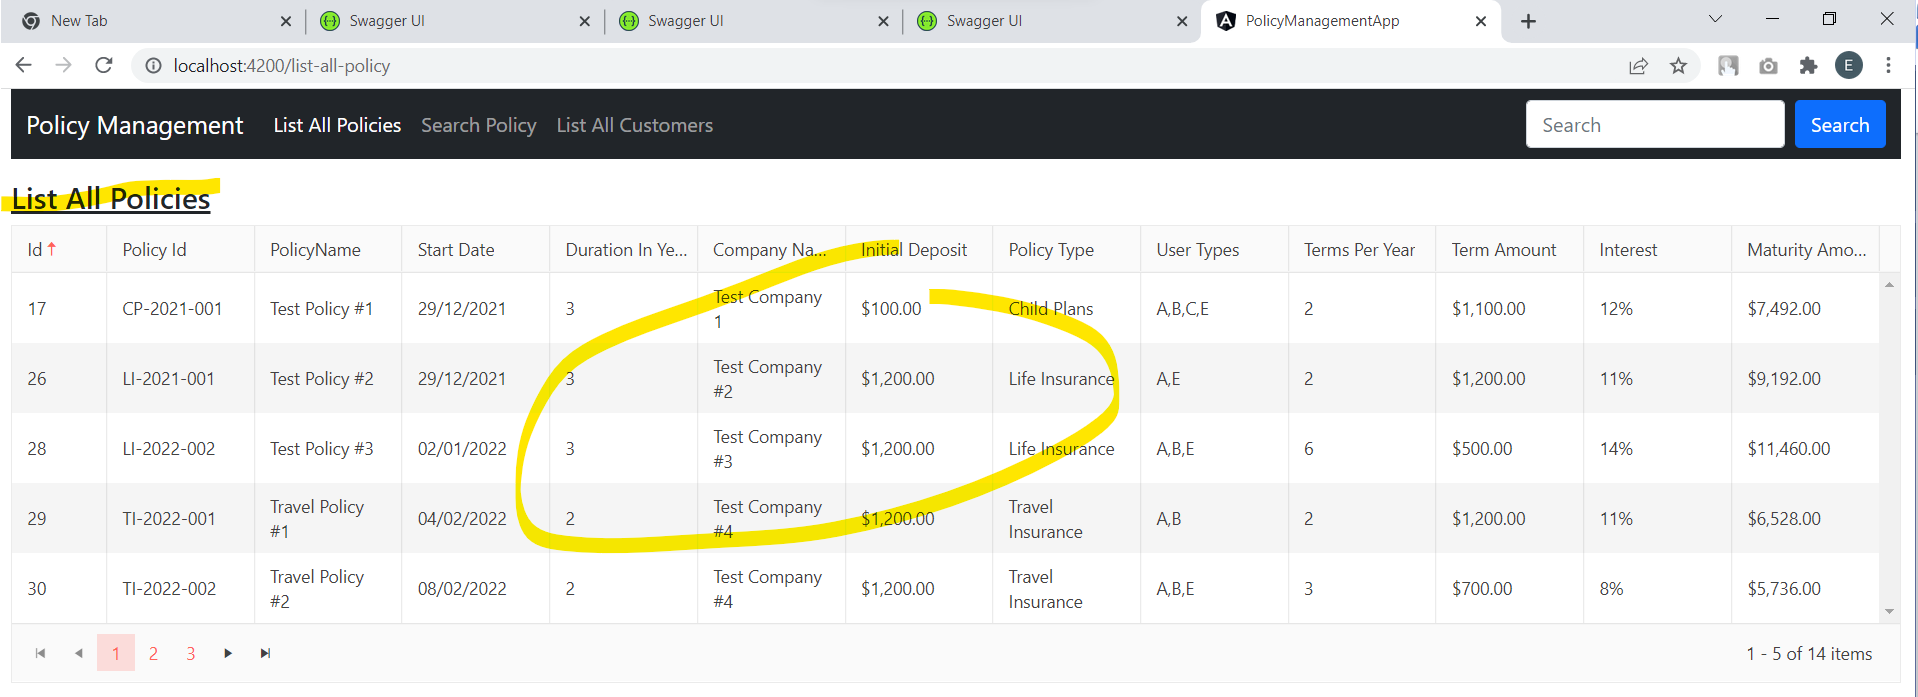 New Tab Swagger UI Swagger UI Swagger UI PolicyManagementApp
localhost:4200/list-all-policy E
Policy Management List All Policies Search Policy List All Customers Search Search
List All Policies
Id Policy Id PolicyName Start Date Duration In Ye... Company Na... Initial Deposit Policy Type User Types Terms Per Year Term Amount Interest Maturity Amo...
17 CP-2021-001 Test Policy #1 29/12/2021 3 Test Company 1 $100.00 Child Plans A,B,C,E 2 $1,100.00 12% $7,492.00
26 LI-2021-001 Test Policy #2 29/12/2021 3 Test Company #2 $1,200.00 Life Insurance A,E 2 $1,200.00 11% $9,192.00
28 LI-2022-002 Test Policy #3 02/01/2022 3 Test Company #3 $1,200.00 Life Insurance A,B,E 6 $500.00 14% $11,460.00
29 TI-2022-001 Travel Policy #1 04/02/2022 2 Test Company #4 $1,200.00 Travel Insurance A,B 2 $1,200.00 11% $6,528.00
30 TI-2022-002 Travel Policy #2 08/02/2022 2 Test Company #4 $1,200.00 Travel Insurance A,B,E 3 $700.00 8% $5,736.00
1 2 3 1 - 5 of 14 items